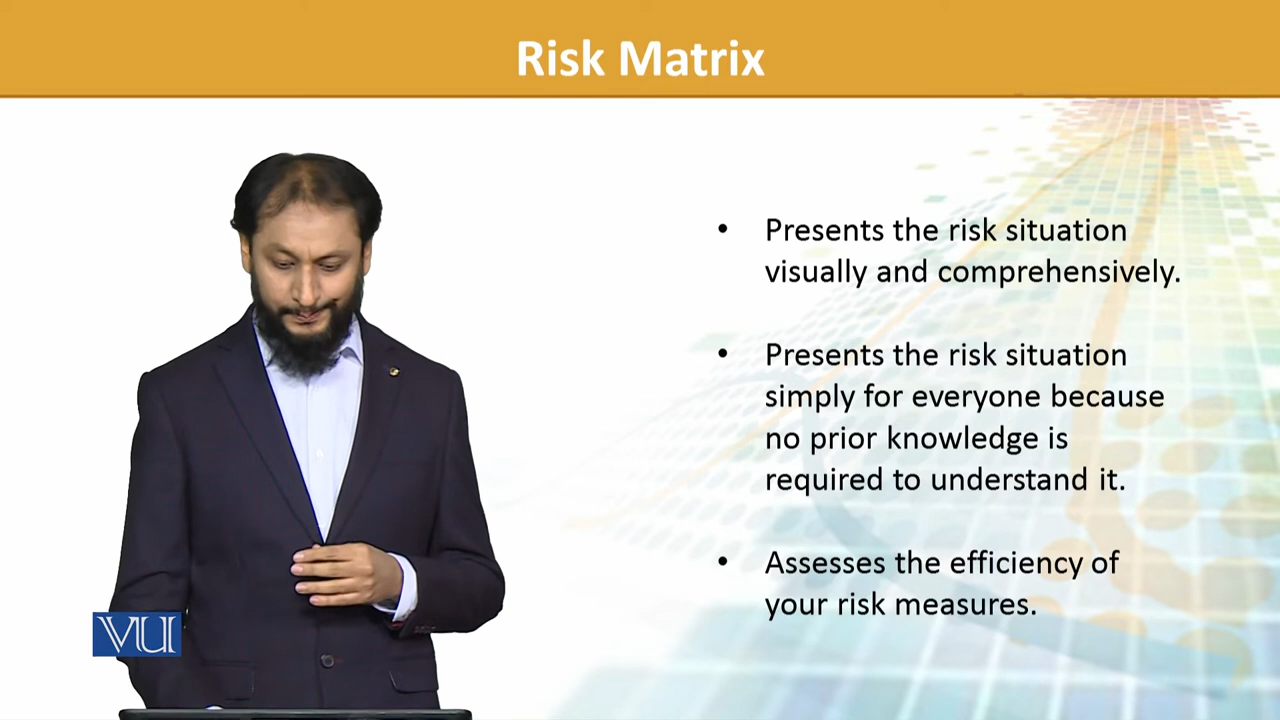 Risk Matrix
• Presents the risk situation
visually and comprehensively.
• Presents the risk situation
simply for everyone because
no prior knowledge is
required to understand it.
• Assesses the efficiency of
your risk measures.
VU